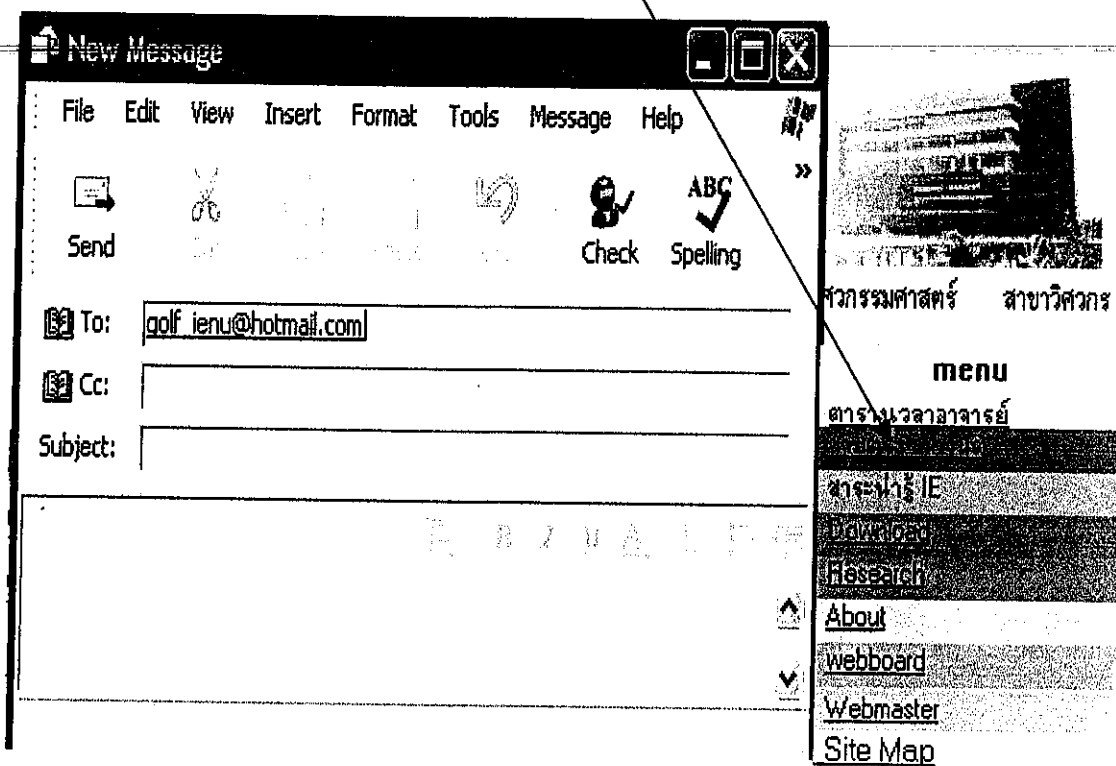 New Message
File Edit View Insert Format Tools Message Help
Send Check Spelling
To: golf_ienu@hotmail.com
Cc:
Subject:
ศวกรรมศาสตร์ สาขาวิศวกร
menu
ตารางเวลาอาจารย์
สาระน่ารู้ IE
Download
Research
About
webboard
Webmaster
Site Map